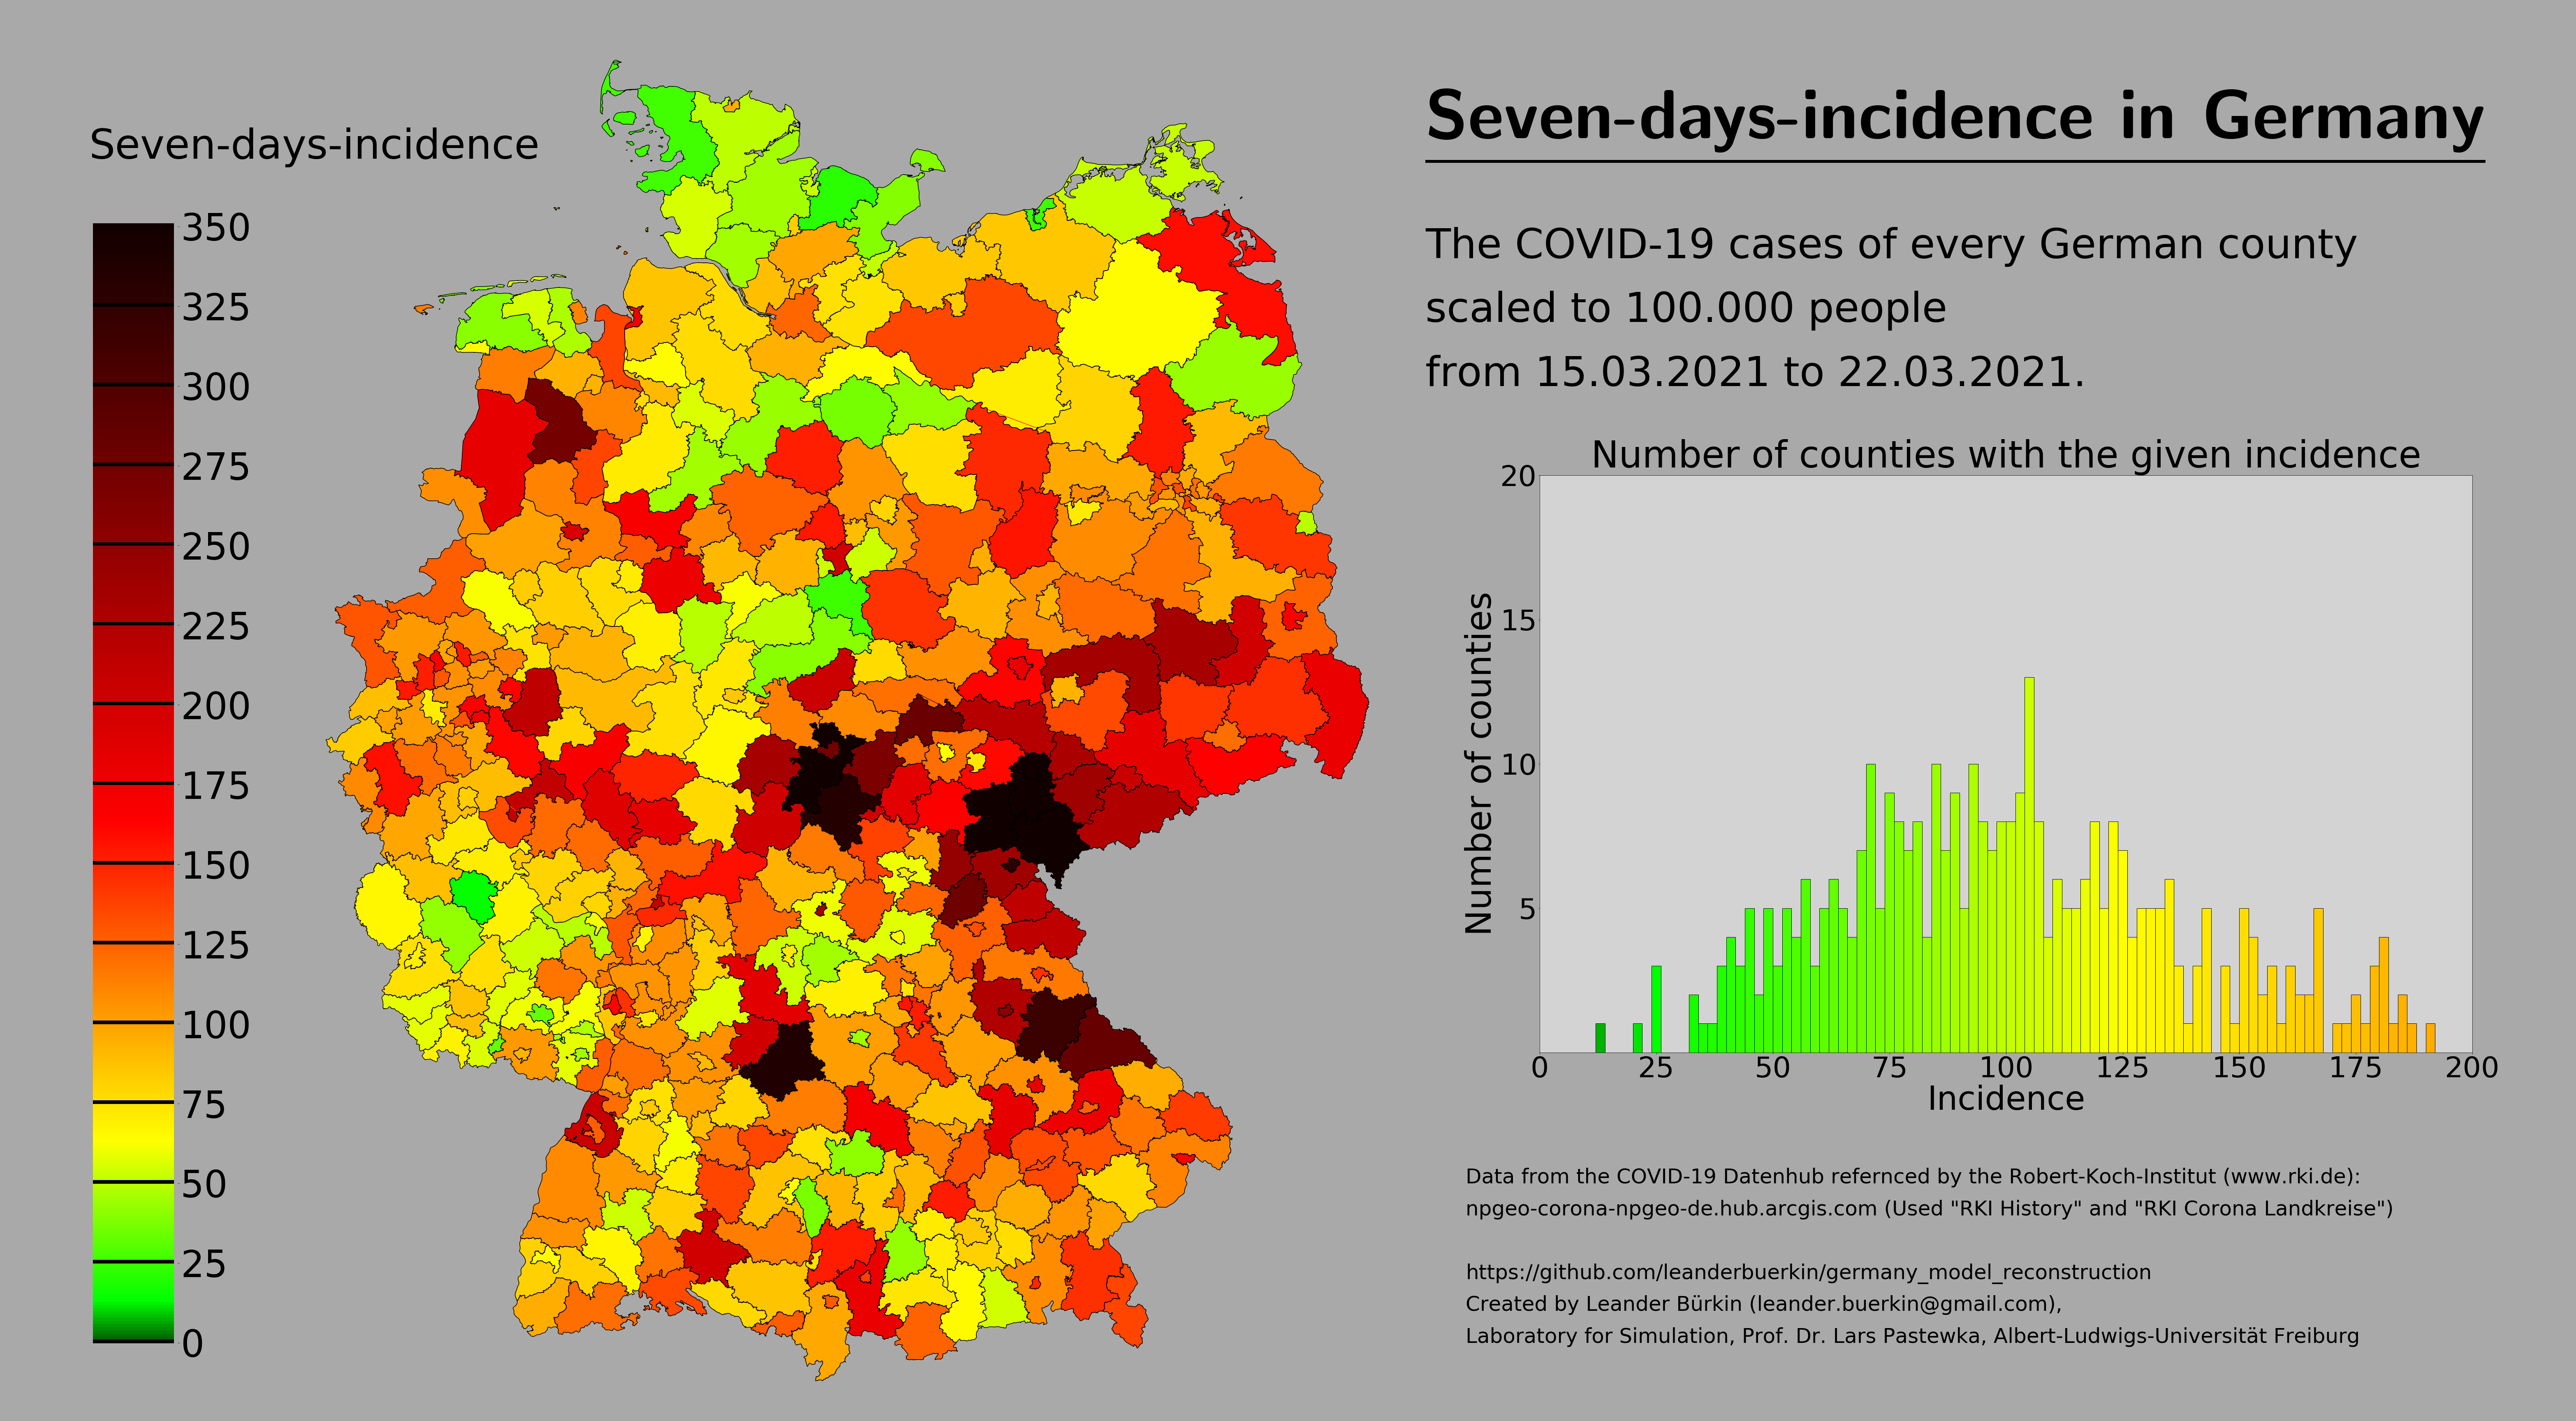 Seven-days-incidence in Germany
Seven-days-incidence
350
325
300
275
250
225
200
175
150
125
100
75
50
25
0
The COVID-19 cases of every German county
scaled to 100.000 people
from 15.03.2021 to 22.03.2021.
Number of counties with the given incidence
20
15
10
5
Number of counties
0 25 50 75 100 125 150 175 200
Incidence
Data from the COVID-19 Datenhub refernced by the Robert-Koch-Institut (www.rki.de):
npgeo-corona-npgeo-de.hub.arcgis.com (Used "RKI History" and "RKI Corona Landkreise")
https://github.com/leanderbuerkin/germany_model_reconstruction
Created by Leander Bürkin (leander.buerkin@gmail.com),
Laboratory for Simulation, Prof. Dr. Lars Pastewka, Albert-Ludwigs-Universität Freiburg